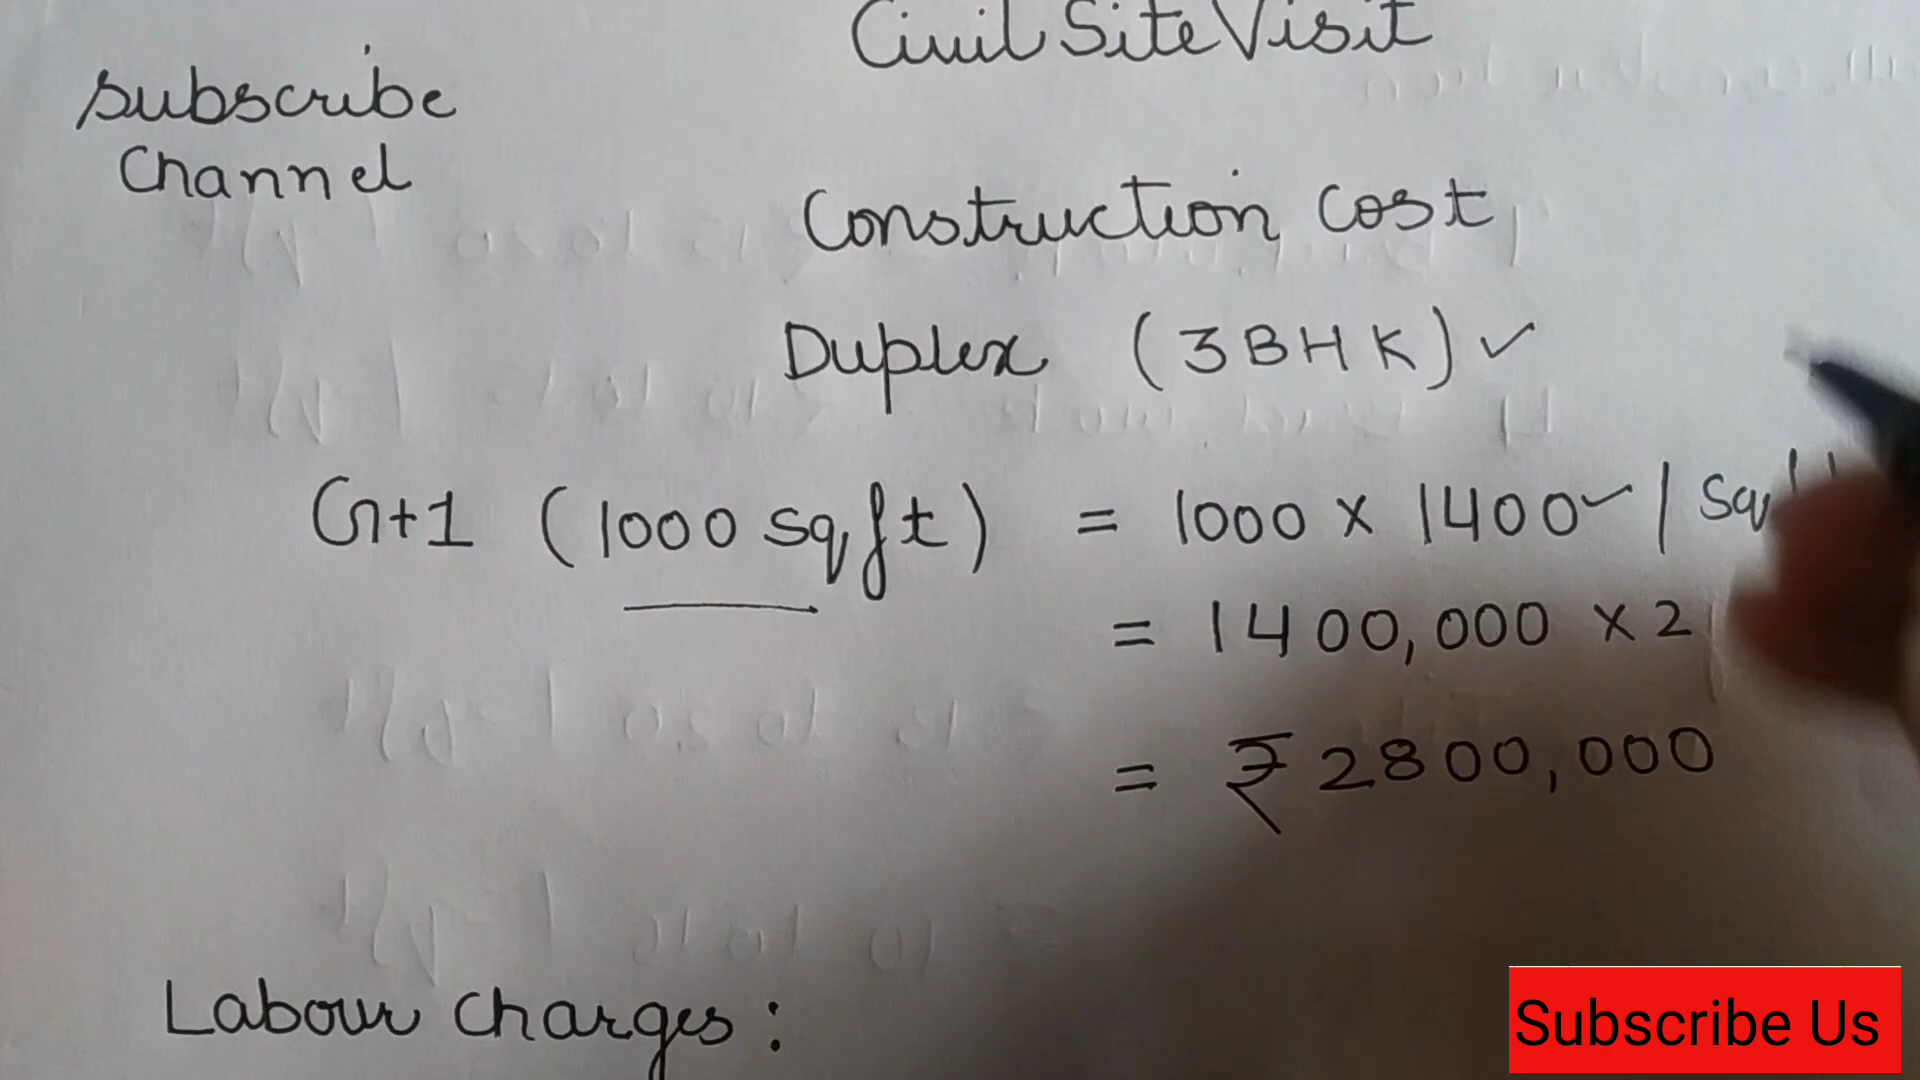 Civil Site Visit
Subscribe
Channel
Construction Cost
Duplex (3BHK) ✓
G+1 (1000 sqft) = 1000 x 1400 / Sq
= 1400,000 x 2
= ₹ 2800,000
Labour charges :
Subscribe Us